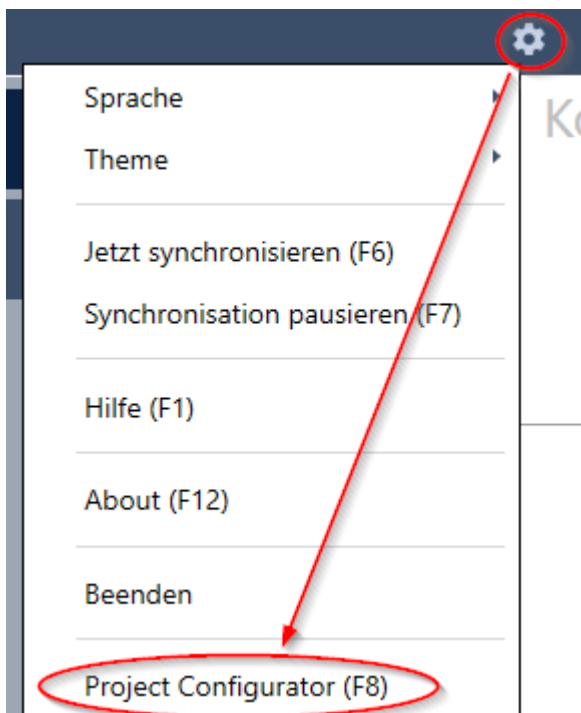 Sprache
Theme
Jetzt synchronisieren (F6)
Synchronisation pausieren (F7)
Hilfe (F1)
About (F12)
Beenden
Project Configurator (F8)